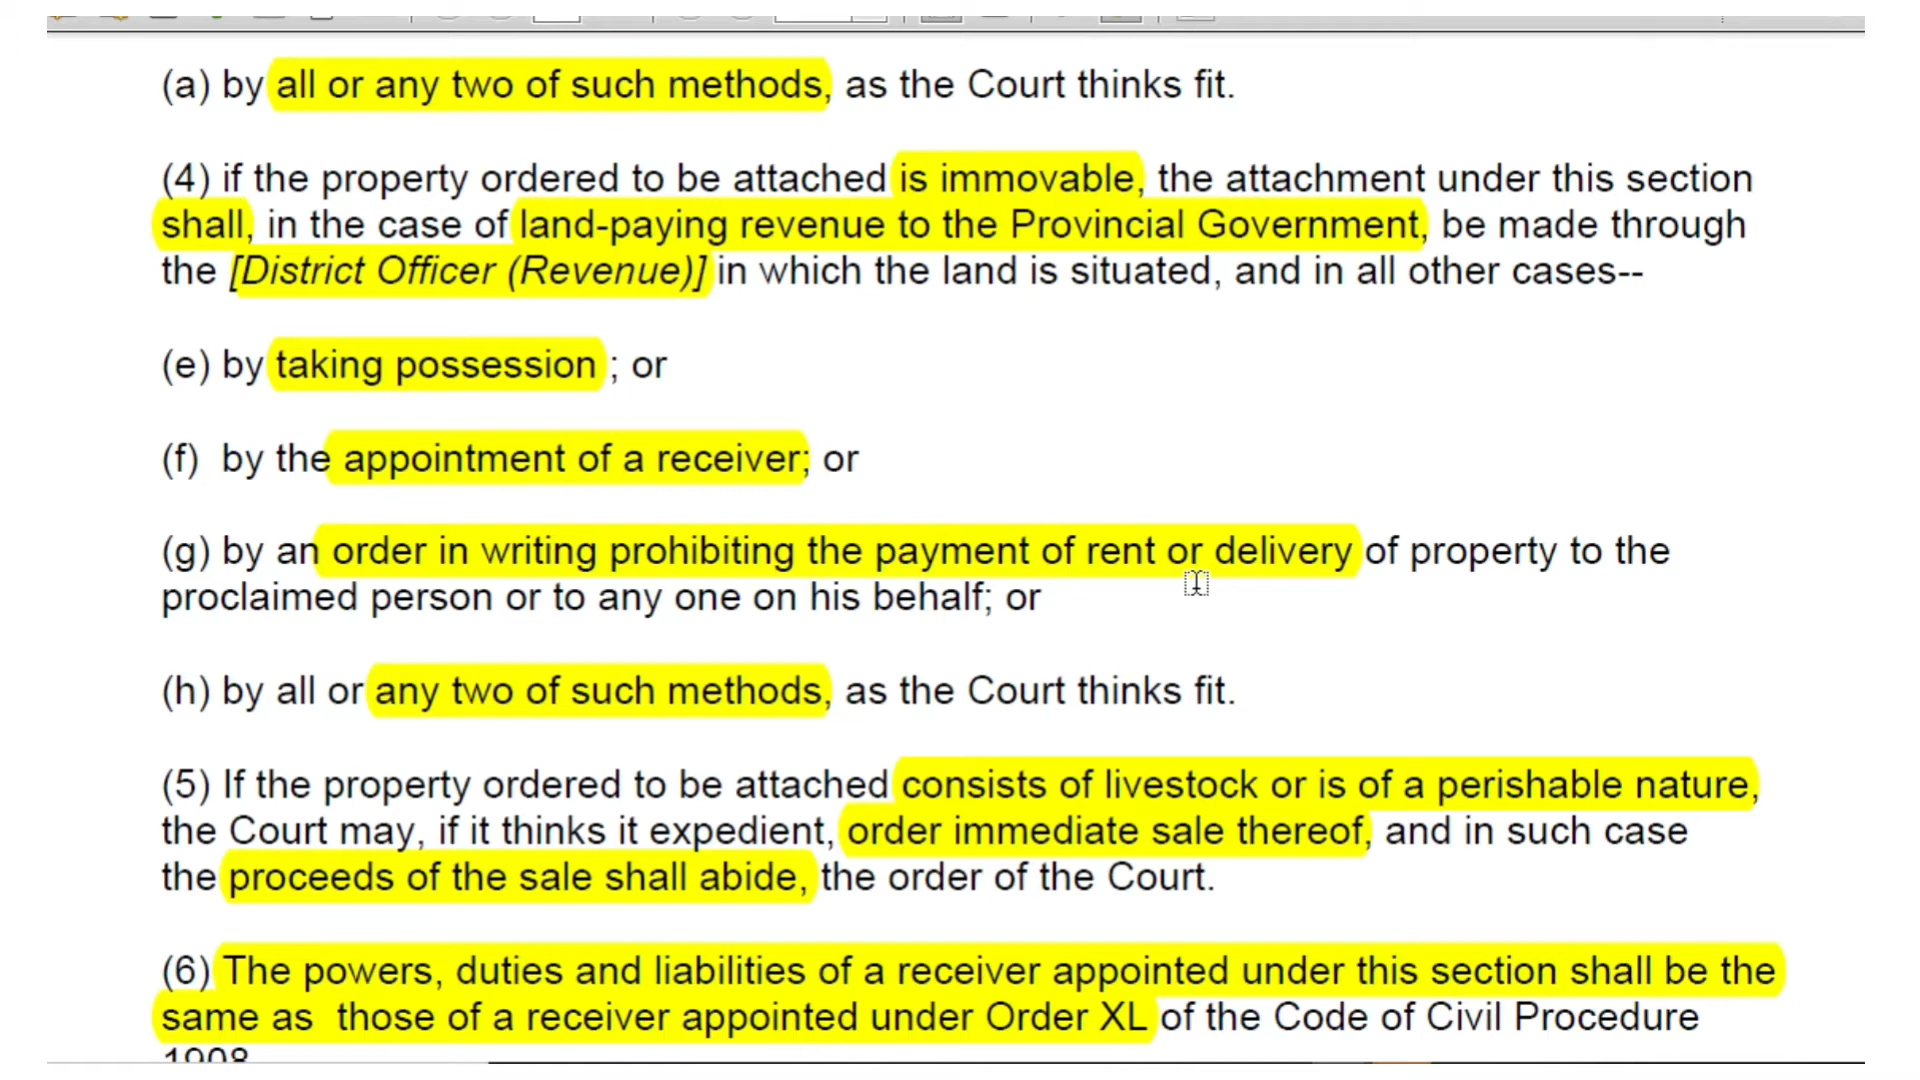 (a) by all or any two of such methods, as the Court thinks fit.
(4) if the property ordered to be attached is immovable, the attachment under this section
shall, in the case of land-paying revenue to the Provincial Government, be made through
the [District Officer (Revenue)] in which the land is situated, and in all other cases--
(e) by taking possession ; or
(f) by the appointment of a receiver; or
(g) by an order in writing prohibiting the payment of rent or delivery of property to the
proclaimed person or to any one on his behalf; or
(h) by all or any two of such methods, as the Court thinks fit.
(5) If the property ordered to be attached consists of livestock or is of a perishable nature,
the Court may, if it thinks it expedient, order immediate sale thereof, and in such case
the proceeds of the sale shall abide, the order of the Court.
(6) The powers, duties and liabilities of a receiver appointed under this section shall be the
same as those of a receiver appointed under Order XL of the Code of Civil Procedure
1908